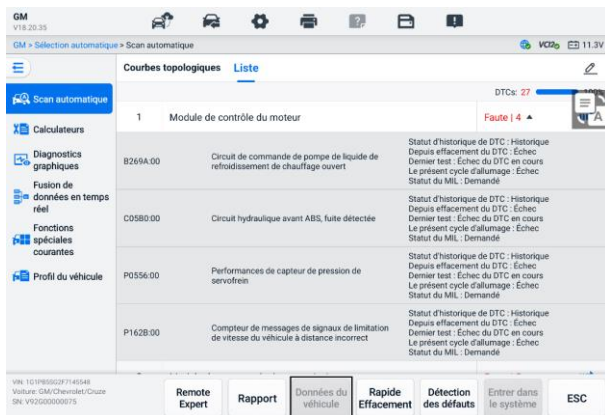 GM
V18.20.35
GM > Sélection automatique > Scan automatique
VCI 11.3V
Courbes topologiques Liste
DTCs: 27 100%
Scan automatique
Calculateurs
Diagnostics
graphiques
Fusion de
données en temps
réel
Fonctions
spéciales
courantes
Profil du véhicule
1 Module de contrôle du moteur Faute | 4
A
B269A:00
Circuit de commande de pompe de liquide de
refroidissement de chauffage ouvert
Statut d'historique de DTC : Historique
Depuis effacement du DTC : Échec
Dernier test : Échec du DTC en cours
Le présent cycle d'allumage : Échec
Statut du MIL : Demandé
C05B0:00
Circuit hydraulique avant ABS, fuite détectée
Statut d'historique de DTC : Historique
Depuis effacement du DTC : Échec
Dernier test : Échec du DTC en cours
Le présent cycle d'allumage : Échec
Statut du MIL : Demandé
P0556:00
Performances de capteur de pression de
servofrein
Statut d'historique de DTC : Historique
Depuis effacement du DTC : Échec
Dernier test : Échec du DTC en cours
Le présent cycle d'allumage : Échec
Statut du MIL : Demandé
P162B:00
Compteur de messages de signaux de limitation
de vitesse du véhicule à distance incorrect
Statut d'historique de DTC : Historique
Depuis effacement du DTC : Échec
Dernier test : Échec du DTC en cours
Le présent cycle d'allumage : Échec
Statut du MIL : Demandé
VIN: 1G1PB5SG2F7145548
Voiture: GM/Chevrolet/Cruze
SN: V92G00000075
Remote
Expert
Rapport
Données du
véhicule
Rapide
Effacement
Détection
des défauts
Entrer dans
le système
ESC